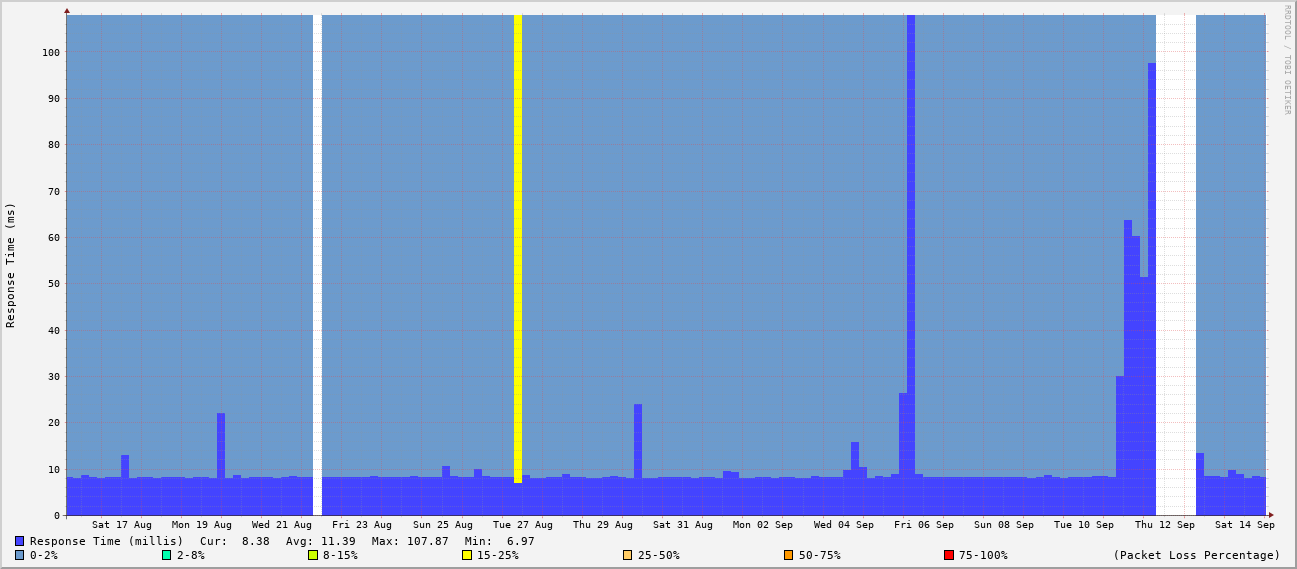 RRDTOOL / TOBI OETIKER
Response Time (ms)
100
90
80
70
60
50
40
30
20
10
0
Sat 17 Aug Mon 19 Aug Wed 21 Aug Fri 23 Aug Sun 25 Aug Tue 27 Aug Thu 29 Aug Sat 31 Aug Mon 02 Sep Wed 04 Sep Fri 06 Sep Sun 08 Sep Tue 10 Sep Thu 12 Sep Sat 14 Sep
Response Time (millis) Cur: 8.38 Avg: 11.39 Max: 107.87 Min: 6.97
0-2% 2-8% 8-15% 15-25% 25-50% 50-75% 75-100% (Packet Loss Percentage)